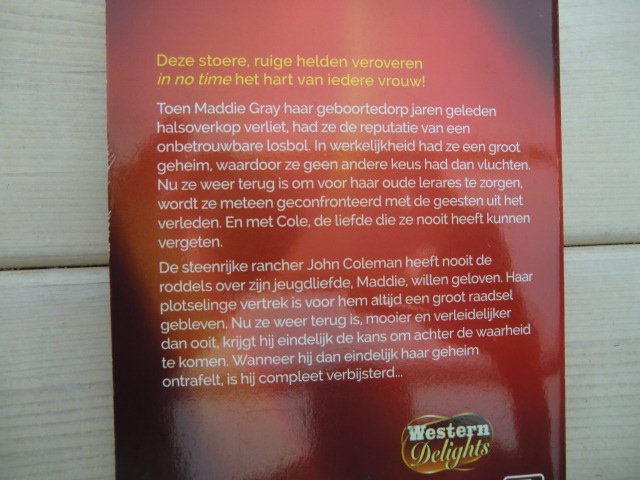 Deze stoere, ruige helden veroveren
in no time het hart van iedere vrouw!
Toen Maddie Gray haar geboortedorp jaren geleden
halsoverkop verliet, had ze de reputatie van een
onbetrouwbare losbol. In werkelijkheid had ze een groot
geheim, waardoor ze geen andere keus had dan vluchten.
Nu ze weer terug is om voor haar oude lerares te zorgen,
wordt ze meteen geconfronteerd met de geesten uit het
verleden. En met Cole, de liefde die ze nooit heeft kunnen
vergeten.
De steenrijke rancher John Coleman heeft nooit de
roddels over zijn jeugdliefde, Maddie, willen geloven. Haar
plotselinge vertrek is voor hem altijd een groot raadsel
gebleven. Nu ze weer terug is, mooier en verleidelijker
dan ooit, krijgt hij eindelijk de kans om achter de waarheid
te komen. Wanneer hij dan eindelijk haar geheim
ontrafelt, is hij compleet verbijsterd...
Western
Delights